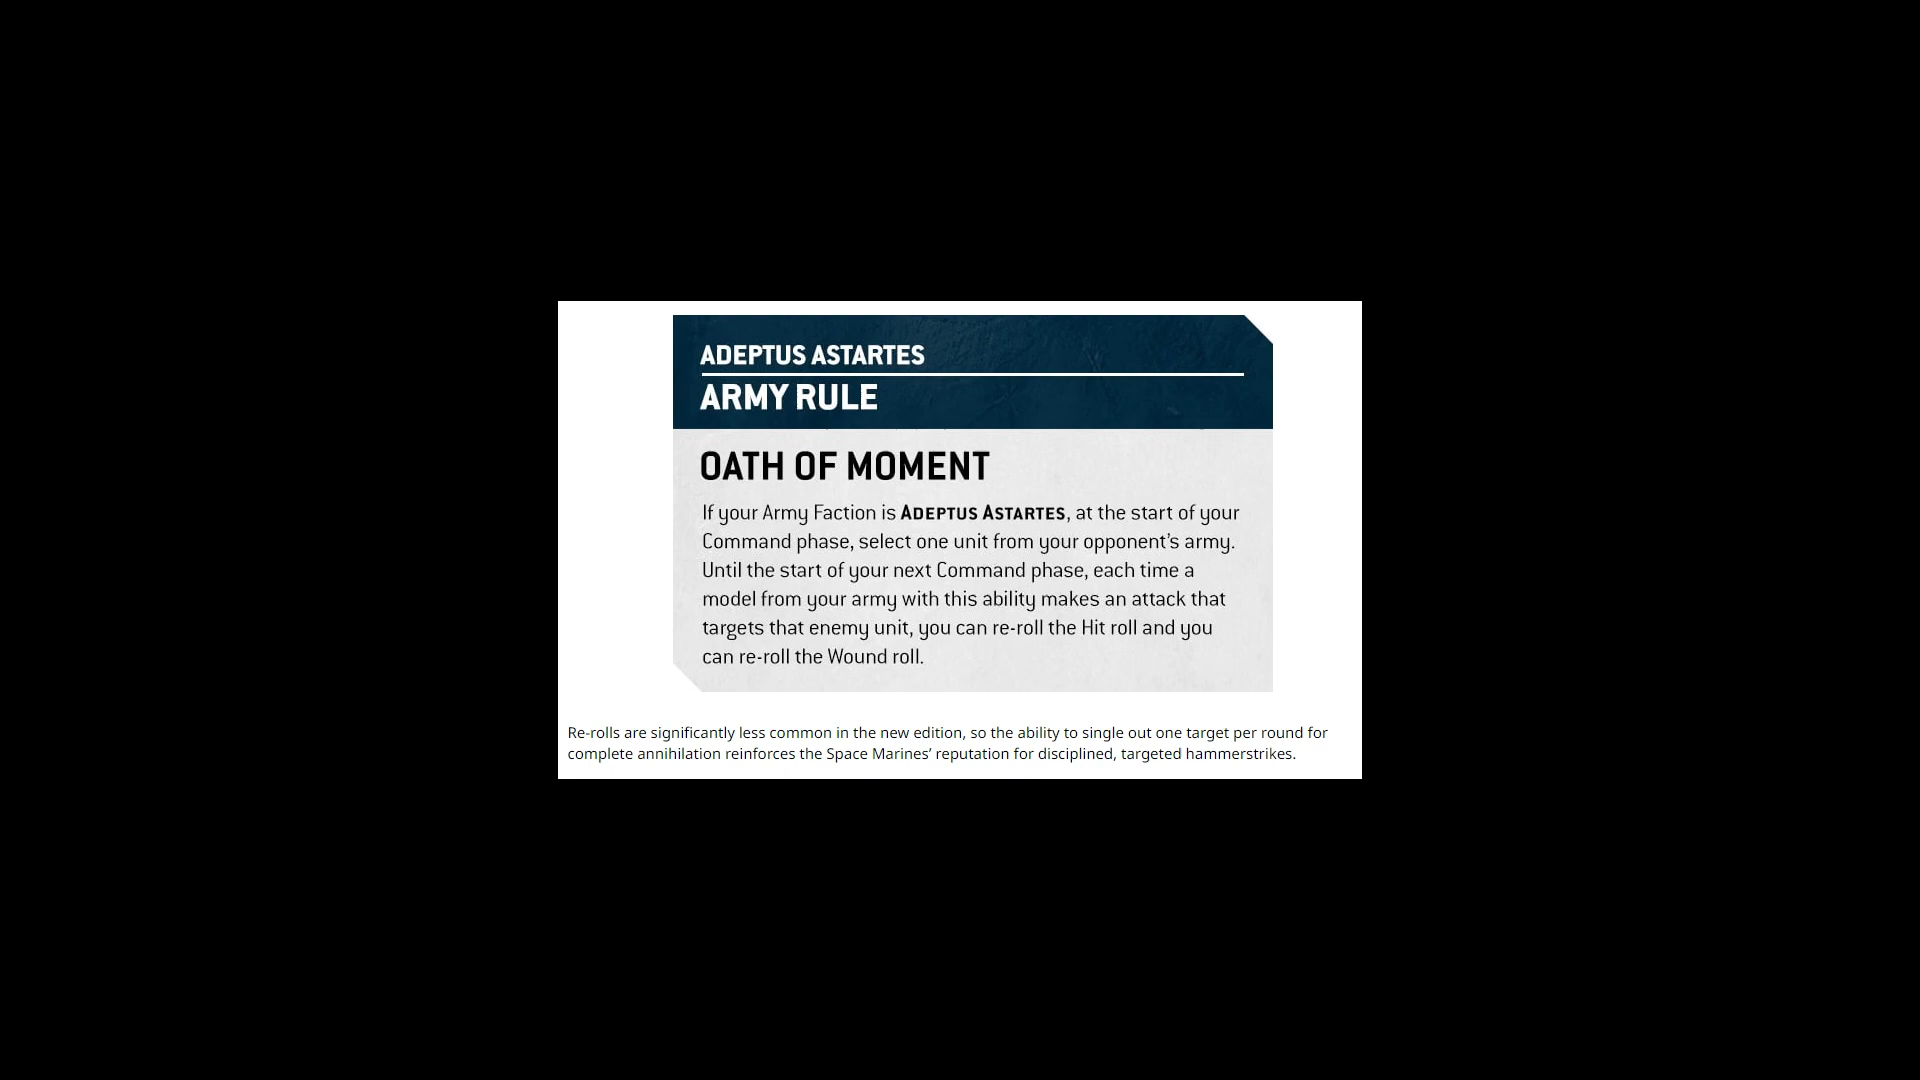 ADEPTUS ASTARTES
ARMY RULE
OATH OF MOMENT
If your Army Faction is ADEPTUS ASTARTES, at the start of your
Command phase, select one unit from your opponent’s army.
Until the start of your next Command phase, each time a
model from your army with this ability makes an attack that
targets that enemy unit, you can re-roll the Hit roll and you
can re-roll the Wound roll.
Re-rolls are significantly less common in the new edition, so the ability to single out one target per round for
complete annihilation reinforces the Space Marines’ reputation for disciplined, targeted hammerstrikes.